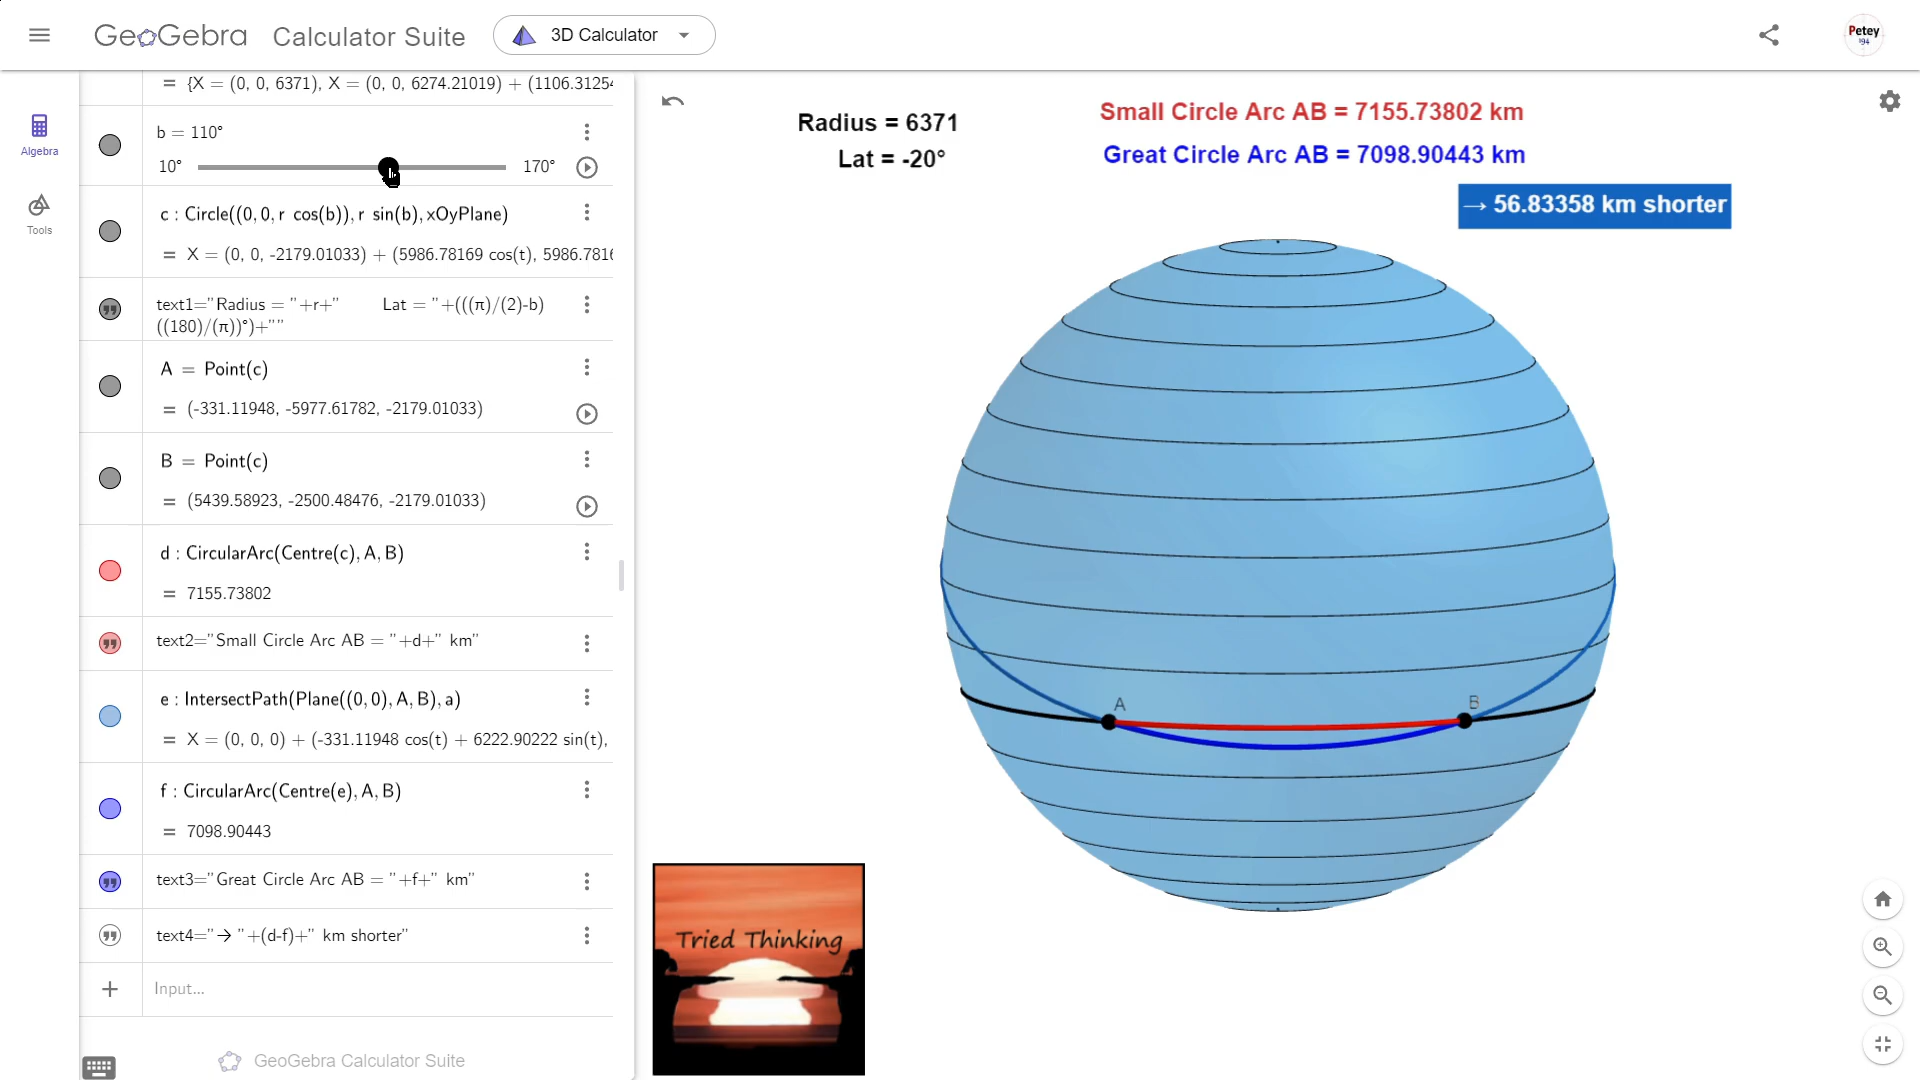 GeoGebra Calculator Suite
3D Calculator
Petey
194
Algebra
Tools
= {X = (0, 0, 6371), X = (0, 0, 6274.21019) + (1106.3125
b = 110°
10° 170°
c : Circle((0, 0, r cos(b)), r sin(b), xOyPlane)
= X = (0, 0, -2179.01033) + (5986.78169 cos(t), 5986.7816
text1="Radius = "+r+" Lat = "+(((π)/(2)-b)
((180)/(π))°)+""
A = Point(c)
= (-331.11948, -5977.61782, -2179.01033)
B = Point(c)
= (5439.58923, -2500.48476, -2179.01033)
d : CircularArc(Centre(c), A, B)
= 7155.73802
text2="Small Circle Arc AB = "+d+" km"
e : IntersectPath(Plane((0, 0), A, B), a)
= X = (0, 0, 0) + (-331.11948 cos(t) + 6222.90222 sin(t),
f : CircularArc(Centre(e), A, B)
= 7098.90443
text3="Great Circle Arc AB = "+f+" km"
text4="→ "+(d-f)+" km shorter"
+ Input...
GeoGebra Calculator Suite
Radius = 6371
Lat = -20°
Small Circle Arc AB = 7155.73802 km
Great Circle Arc AB = 7098.90443 km
→ 56.83358 km shorter
A
B
Tried Thinking